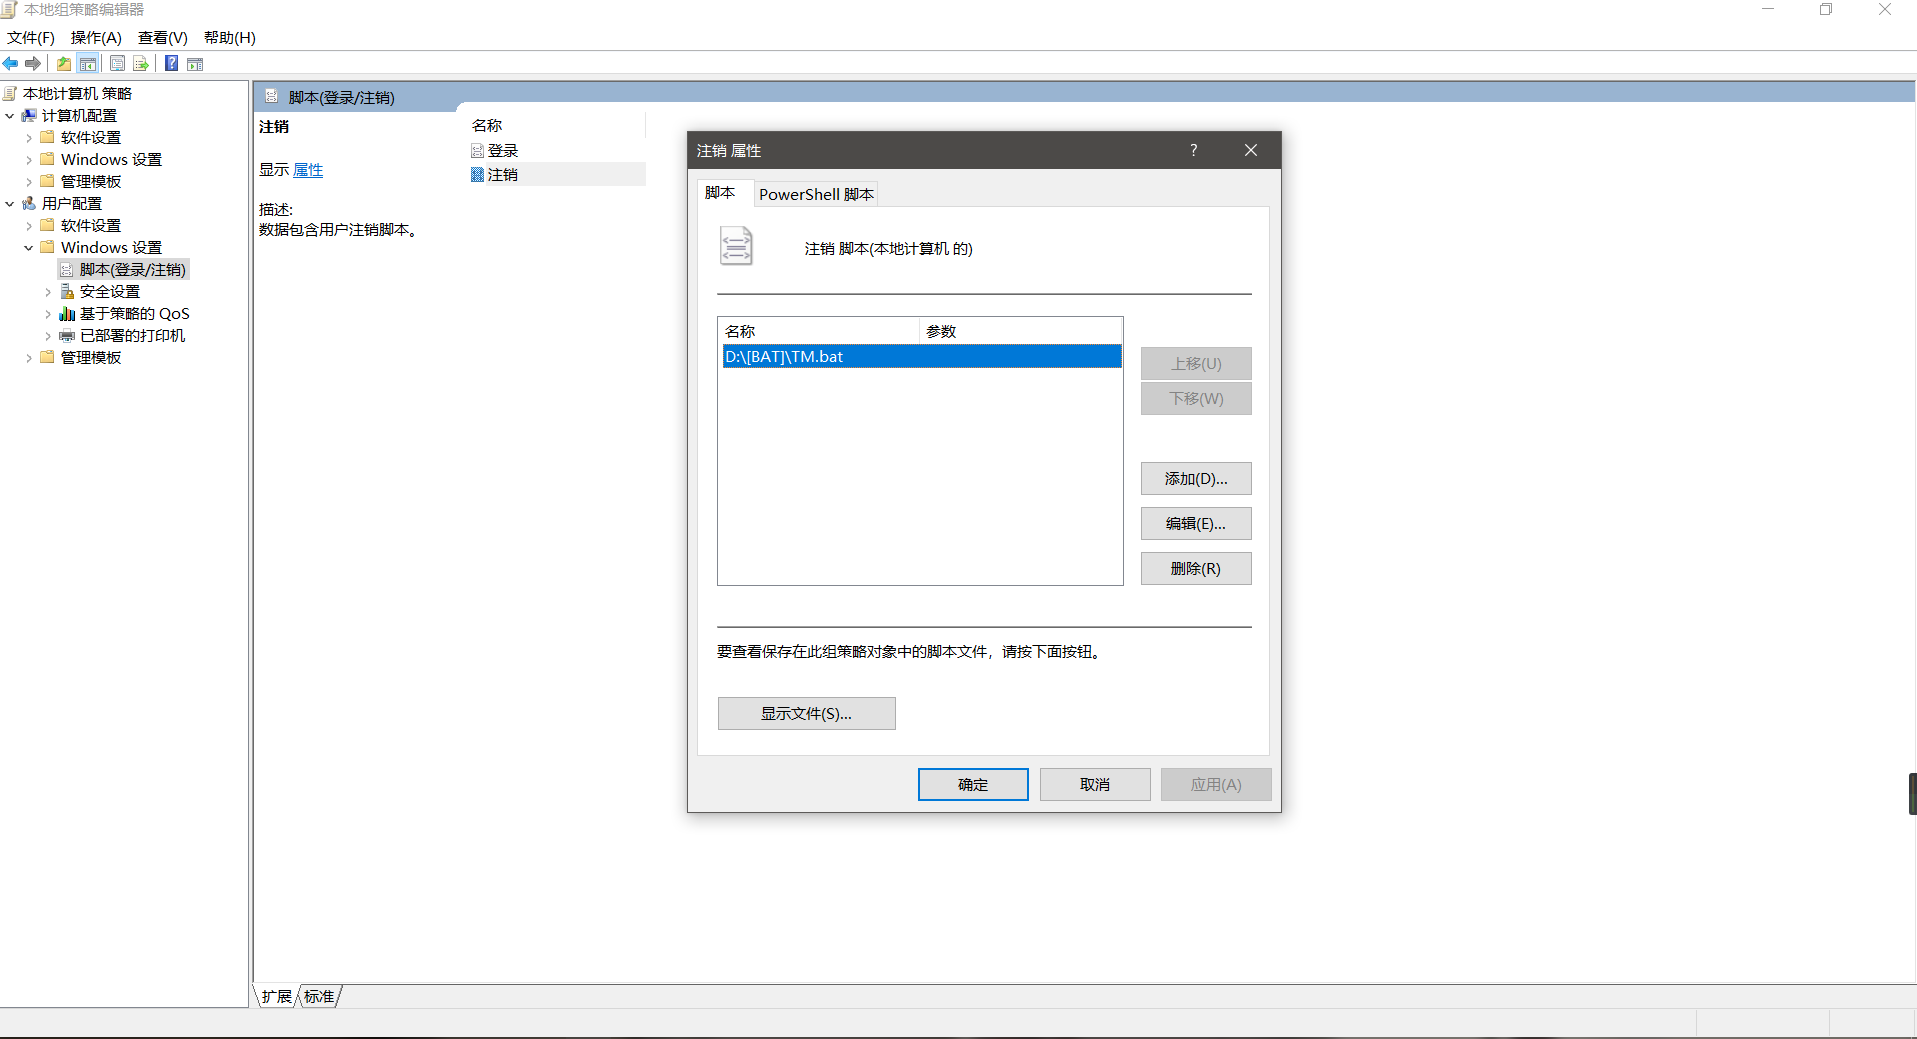 本地组策略编辑器
文件(F) 操作(A) 查看(V) 帮助(H)
本地计算机 策略
计算机配置
软件设置
Windows 设置
管理模板
用户配置
软件设置
Windows 设置
脚本(登录/注销)
安全设置
基于策略的 QoS
已部署的打印机
管理模板
脚本(登录/注销)
注销
显示 属性
描述:
数据包含用户注销脚本。
名称
登录
注销
注销 属性
?
脚本
PowerShell 脚本
注销 脚本(本地计算机 的)
名称 参数
D:\[BAT]\TM.bat
上移(U)
下移(W)
添加(D)...
编辑(E)...
删除(R)
要查看保存在此组策略对象中的脚本文件，请按下面按钮。
显示文件(S)...
确定 取消 应用(A)
扩展 标准